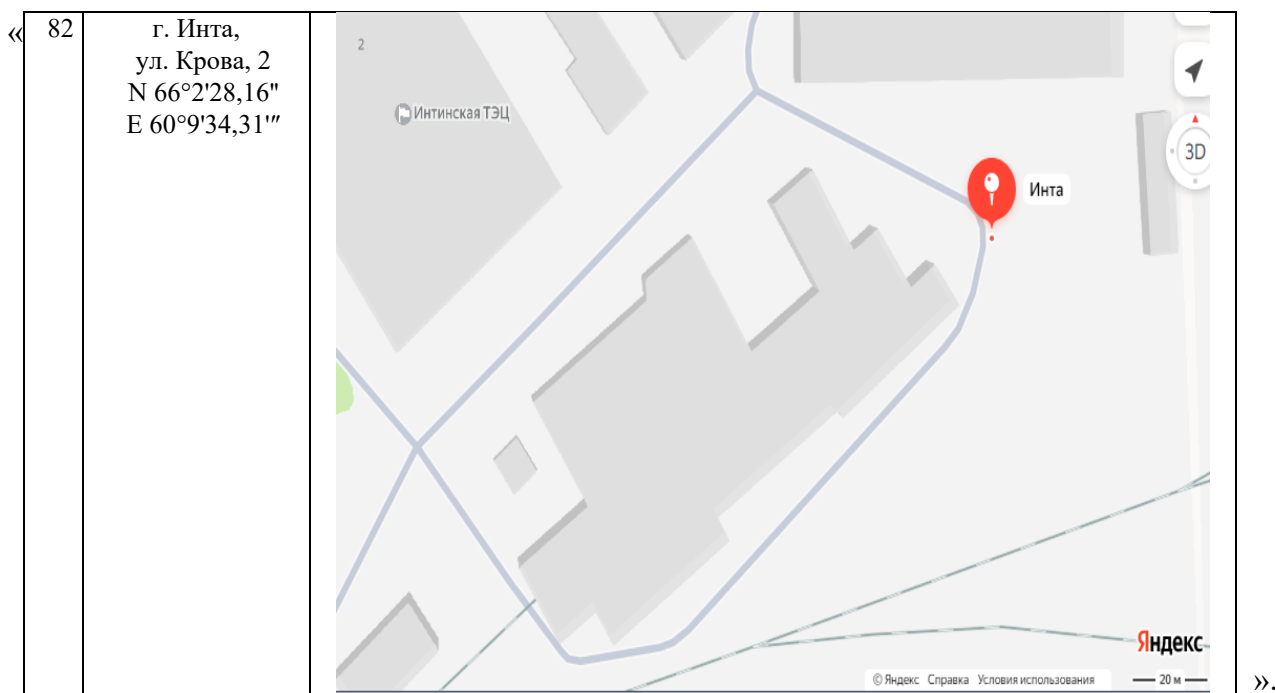 « 82 г. Инта,
ул. Крова, 2
N 66°2'28,16"
E 60°9'34,31'"
2
Интинская ТЭЦ
3D
Инта
Яндекс
© Яндекс Справка Условия использования 20 м
».